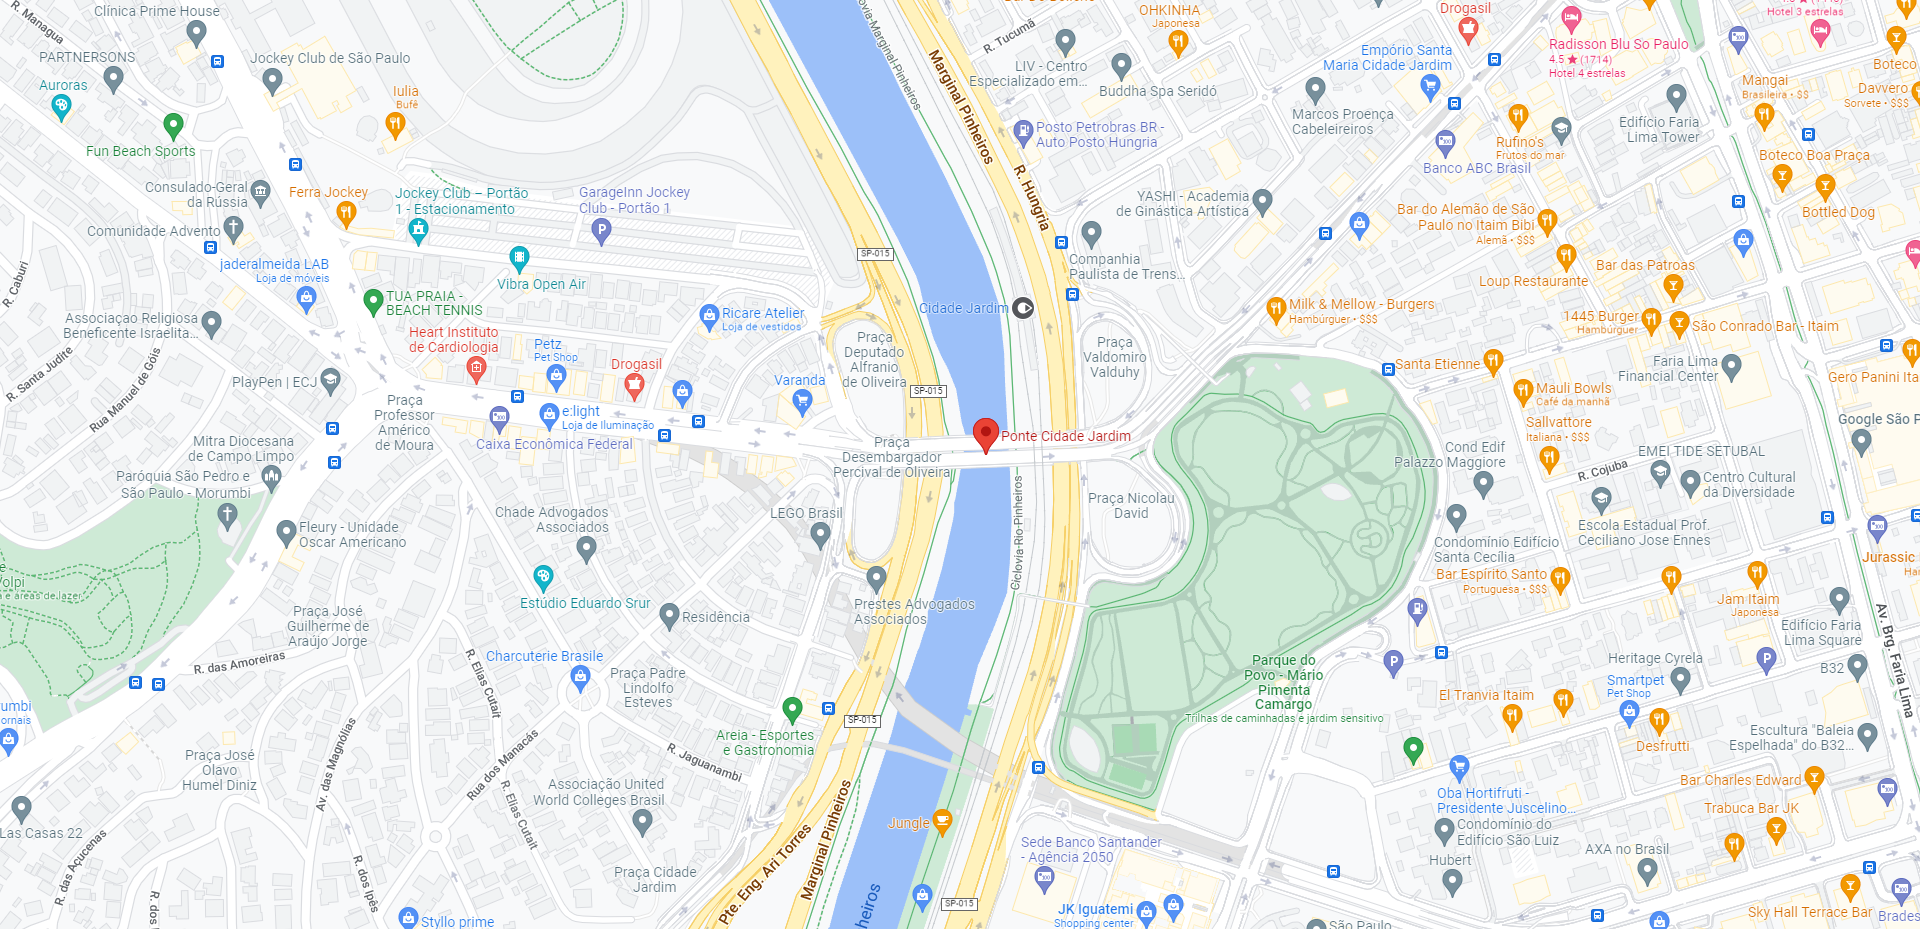 R. Managua
Clínica Prime House
PARTNERSONS
Jockey Club de São Paulo
Auroras
Iulia
Bufê
Fun Beach Sports
Consulado-Geral
da Rússia
Ferra Jockey
Jockey Club – Portão
1 - Estacionamento
GarageInn Jockey
Club - Portão 1
Comunidade Advento
jaderalmeida LAB
Loja de móveis
Vibra Open Air
R. Caburi
TUA PRAIA -
BEACH TENNIS
Associaçao Religiosa
Beneficente Israelita...
Heart Instituto
de Cardiologia
Petz
Pet Shop
Drogasil
Ricare Atelier
Loja de vestidos
Varanda
R. Santa Judite
Rua Manuel de Góis
PlayPen | ECJ
Praça
Professor
Américo
de Moura
e:light
Loja de Iluminação
Caixa Econômica Federal
Mitra Diocesana
de Campo Limpo
Paróquia São Pedro e
São Paulo - Morumbi
Fleury - Unidade
Oscar Americano
Chade Advogados
Associados
LEGO Brasil
Estúdio Eduardo Srur
Prestes Advogados
Associados
Residência
Praça José
Guilherme de
Araújo Jorge
R. das Amoreiras
Charcuterie Brasile
R. Elias Cutait
Praça Padre
Lindolfo
Esteves
Areia - Esportes
e Gastronomia
R. Jaguanambi
Rua dos Manacás
Av. das Magnólias
Praça José
Olavo
Humel Diniz
R. Elias Cutait
Associação United
World Colleges Brasil
Las Casas 22
R. das Açucenas
R. dos Ipês
R. dos
Praça Cidade
Jardim
Styllo prime
Pte. Eng. Ari Torres
Marginal Pinheiros
heiros
Jungle
SP-015
SP-015
SP-015
SP-015
Praça
Deputado
Alfranio
de Oliveira
Praça
Desembargador
Percival de Oliveira
Ponte Cidade Jardim
Cidade Jardim
Ciclovia-Marginal-Pinheiros
Ciclovia-Rio-Pinheiros
Marginal Pinheiros
R. Hungria
R. Tucumã
OHKINHA
Japonesa
LIV - Centro
Especializado em...
Buddha Spa Seridó
Posto Petrobras BR -
Auto Posto Hungria
YASHI - Academia
de Ginástica Artística
Companhia
Paulista de Trens...
Praça
Valdomiro
Valduhy
Praça Nicolau
David
Milk & Mellow - Burgers
Hambúrguer • $$$
Empório Santa
Maria Cidade Jardim
Drogasil
Marcos Proença
Cabeleireiros
Radisson Blu So Paulo
4.5 ★ (1714)
Hotel 4 estrelas
Hotel 3 estrelas
Rufino's
Frutos do mar
Banco ABC Brasil
Edifício Faria
Lima Tower
Mangai
Brasileira • $$
Davvero
Sorvete • $$$
Boteco
Boteco Boa Praça
Bottled Dog
Bar do Alemão de São
Paulo no Itaim Bibi
Alemã • $$$
Loup Restaurante
Bar das Patroas
1445 Burger
Hambúrguer
São Conrado Bar - Itaim
Santa Etienne
Faria Lima
Financial Center
Gero Panini Ita
Mauli Bowls
Café da manhã
Sallvattore
Italiana • $$$
Google São P
Cond Edif
Palazzo Maggiore
R. Cojuba
EMEI TIDE SETUBAL
Centro Cultural
da Diversidade
Escola Estadual Prof.
Ceciliano Jose Ennes
Condomínio Edifício
Santa Cecília
Bar Espírito Santo
Portuguesa • $$$
Jurassic
Jam Itaim
Japonesa
Edifício Faria
Lima Square
Av. Brg. Faria Lima
Parque do
Povo - Mário
Pimenta
Camargo
Trilhas de caminhadas e jardim sensitivo
Heritage Cyrela
Smartpet
Pet Shop
B32
El Tranvia Itaim
Desfrutti
Escultura "Baleia
Espelhada" do B32...
Bar Charles Edward
Oba Hortifruti -
Presidente Juscelino...
Trabuca Bar JK
Condomínio do
Edifício São Luiz
Hubert
AXA no Brasil
Sede Banco Santander
- Agência 2050
JK Iguatemi
Shopping center
São Paulo
Sky Hall Terrace Bar
Brades